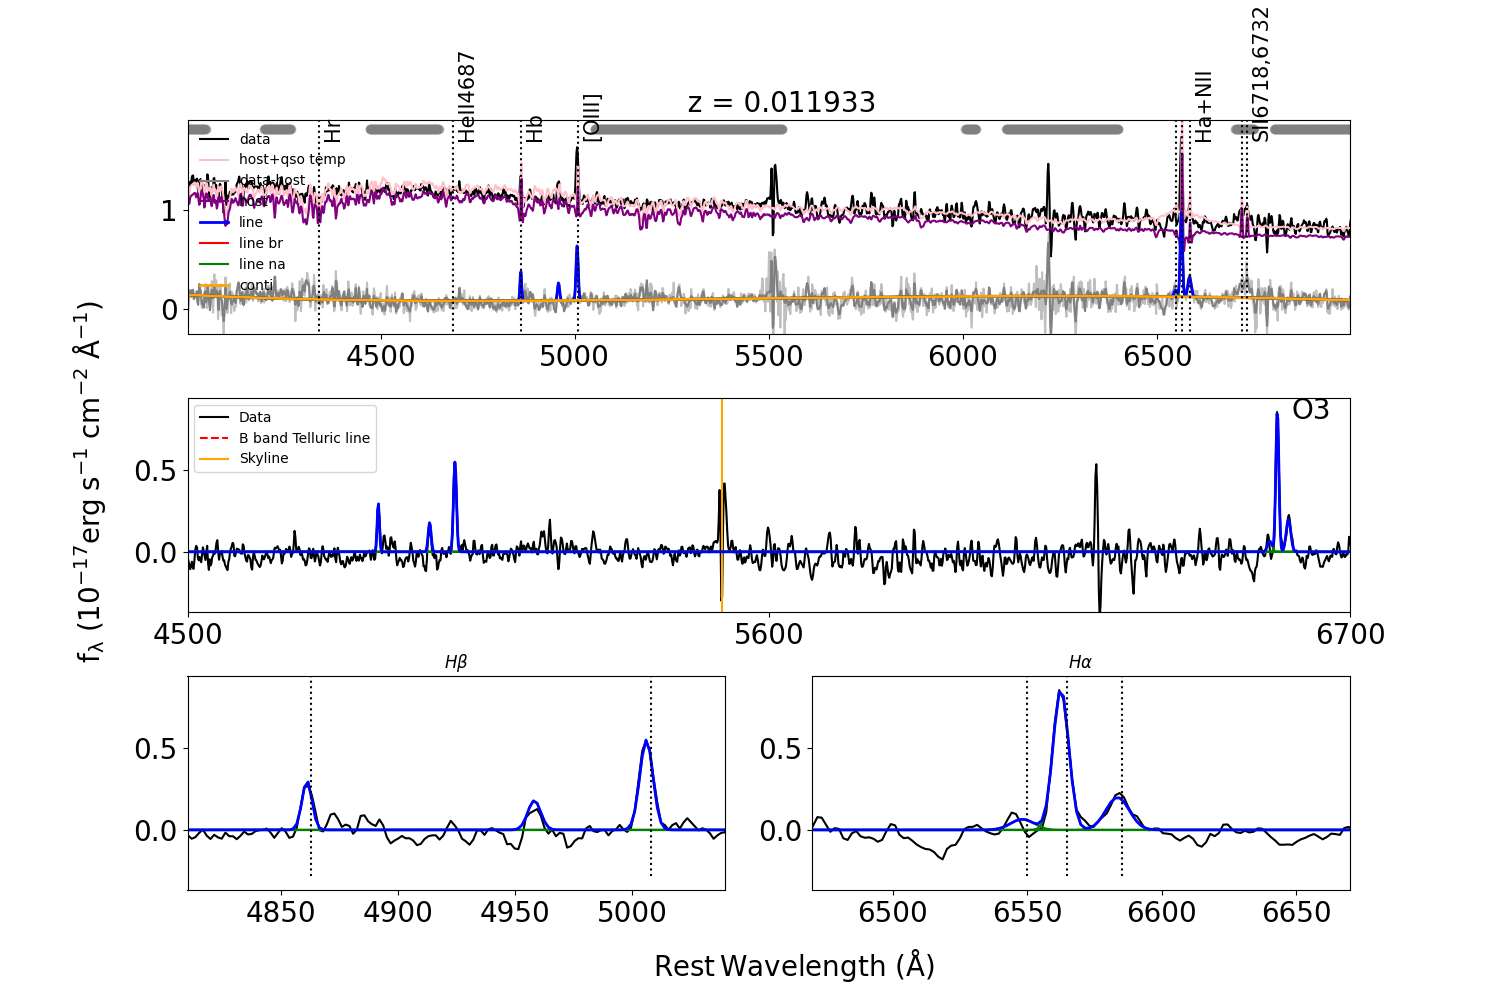 z = 0.011933
Hr
HeII4687
Hb
[OIII]
Ha+NII
SII6718,6732
data
host+qso temp
data-host
host
line
line br
line na
conti
1
0
4500
5000
5500
6000
6500
fλ (10⁻¹⁷erg s⁻¹ cm⁻² Å⁻¹)
Data
B band Telluric line
Skyline
O3
0.5
0.0
4500
5600
6700
Hβ
0.5
0.0
4850
4900
4950
5000
Hα
0.5
0.0
6500
6550
6600
6650
Rest Wavelength (Å)